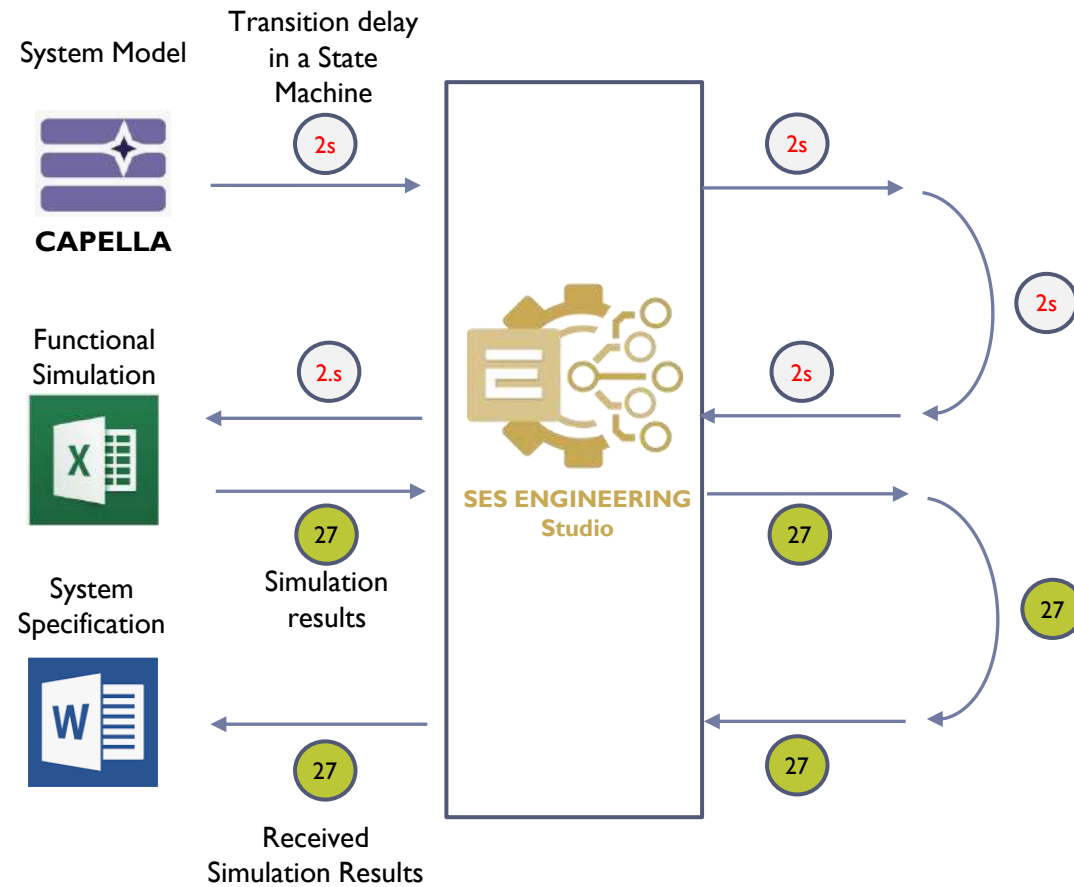 System Model
Transition delay
in a State
Machine
2s
2s
CAPELLA
2s
Functional
Simulation
2.s
2s
X
SES ENGINEERING
Studio
27
27
Simulation
results
System
Specification
27
W
27
27
Received
Simulation Results